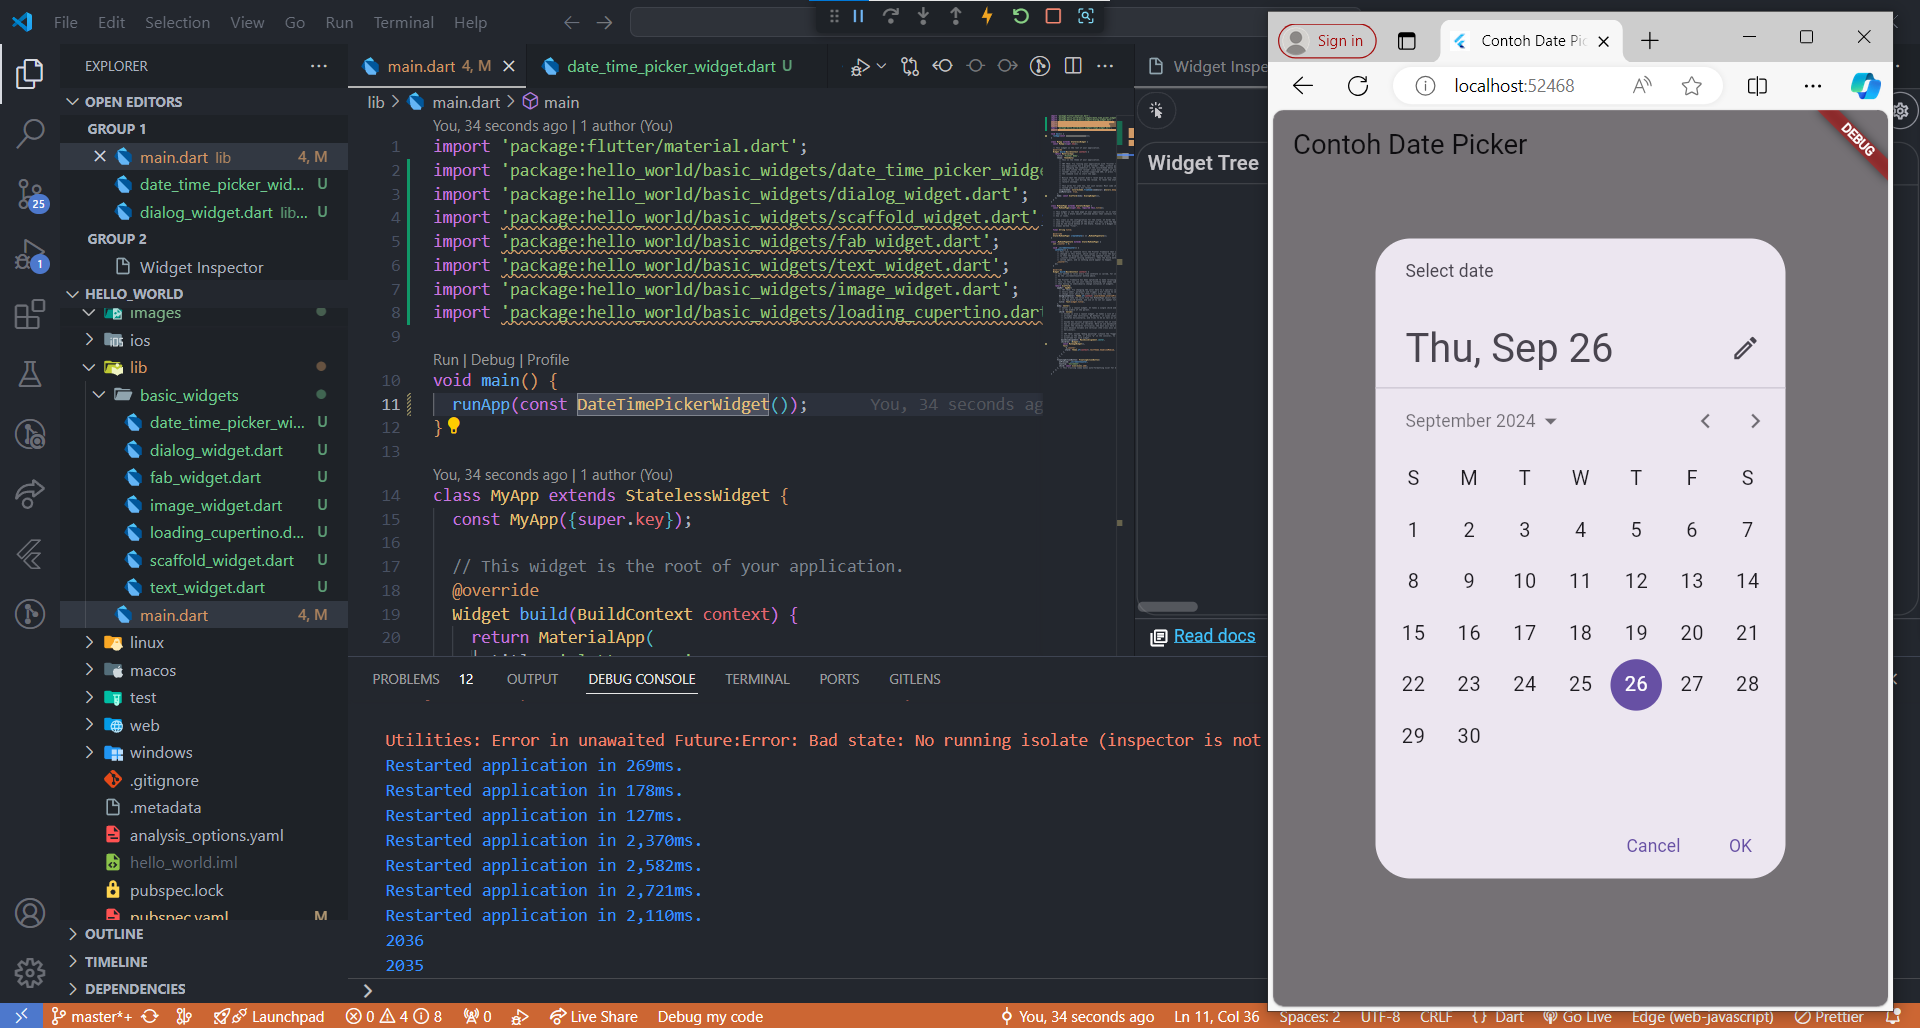 File Edit Selection View Go Run Terminal Help
EXPLORER
OPEN EDITORS
GROUP 1
main.dart lib 4, M
date_time_picker_wid... U
dialog_widget.dart lib... U
GROUP 2
Widget Inspector
HELLO_WORLD
images
ios
lib
basic_widgets
date_time_picker_wi... U
dialog_widget.dart U
fab_widget.dart U
image_widget.dart U
loading_cupertino.d... U
scaffold_widget.dart U
text_widget.dart U
main.dart 4, M
linux
macos
test
web
windows
.gitignore
.metadata
analysis_options.yaml
hello_world.iml
pubspec.lock
pubspec.yaml M
OUTLINE
TIMELINE
DEPENDENCIES
25
1
main.dart 4, M
date_time_picker_widget.dart U
lib > main.dart > main
You, 34 seconds ago | 1 author (You)
1 import 'package:flutter/material.dart';
2 import 'package:hello_world/basic_widgets/date_time_picker_widge
3 import 'package:hello_world/basic_widgets/dialog_widget.dart';
4 import 'package:hello_world/basic_widgets/scaffold_widget.dart'
5 import 'package:hello_world/basic_widgets/fab_widget.dart';
6 import 'package:hello_world/basic_widgets/text_widget.dart';
7 import 'package:hello_world/basic_widgets/image_widget.dart';
8 import 'package:hello_world/basic_widgets/loading_cupertino.dart
9
Run | Debug | Profile
10 void main() {
11 runApp(const DateTimePickerWidget()); You, 34 seconds ag
12 }
13
You, 34 seconds ago | 1 author (You)
14 class MyApp extends StatelessWidget {
15 const MyApp({super.key});
16
17 // This widget is the root of your application.
18 @override
19 Widget build(BuildContext context) {
20 return MaterialApp(
PROBLEMS 12 OUTPUT DEBUG CONSOLE TERMINAL PORTS GITLENS
Utilities: Error in unawaited Future:Error: Bad state: No running isolate (inspector is not
Restarted application in 269ms.
Restarted application in 178ms.
Restarted application in 127ms.
Restarted application in 2,370ms.
Restarted application in 2,582ms.
Restarted application in 2,721ms.
Restarted application in 2,110ms.
2036
2035
Widget Inspe
Widget Tree
Read docs
Sign in
Contoh Date Pic
localhost:52468
Contoh Date Picker
DEBUG
Select date
Thu, Sep 26
September 2024
S M T W T F S
1 2 3 4 5 6 7
8 9 10 11 12 13 14
15 16 17 18 19 20 21
22 23 24 25 26 27 28
29 30
Cancel OK
master*+ Launchpad 0 4 8 0 Live Share Debug my code You, 34 seconds ago Ln 11, Col 36 Spaces: 2 UTF-8 CRLF {} Dart Go Live Edge (web-javascript) Prettier